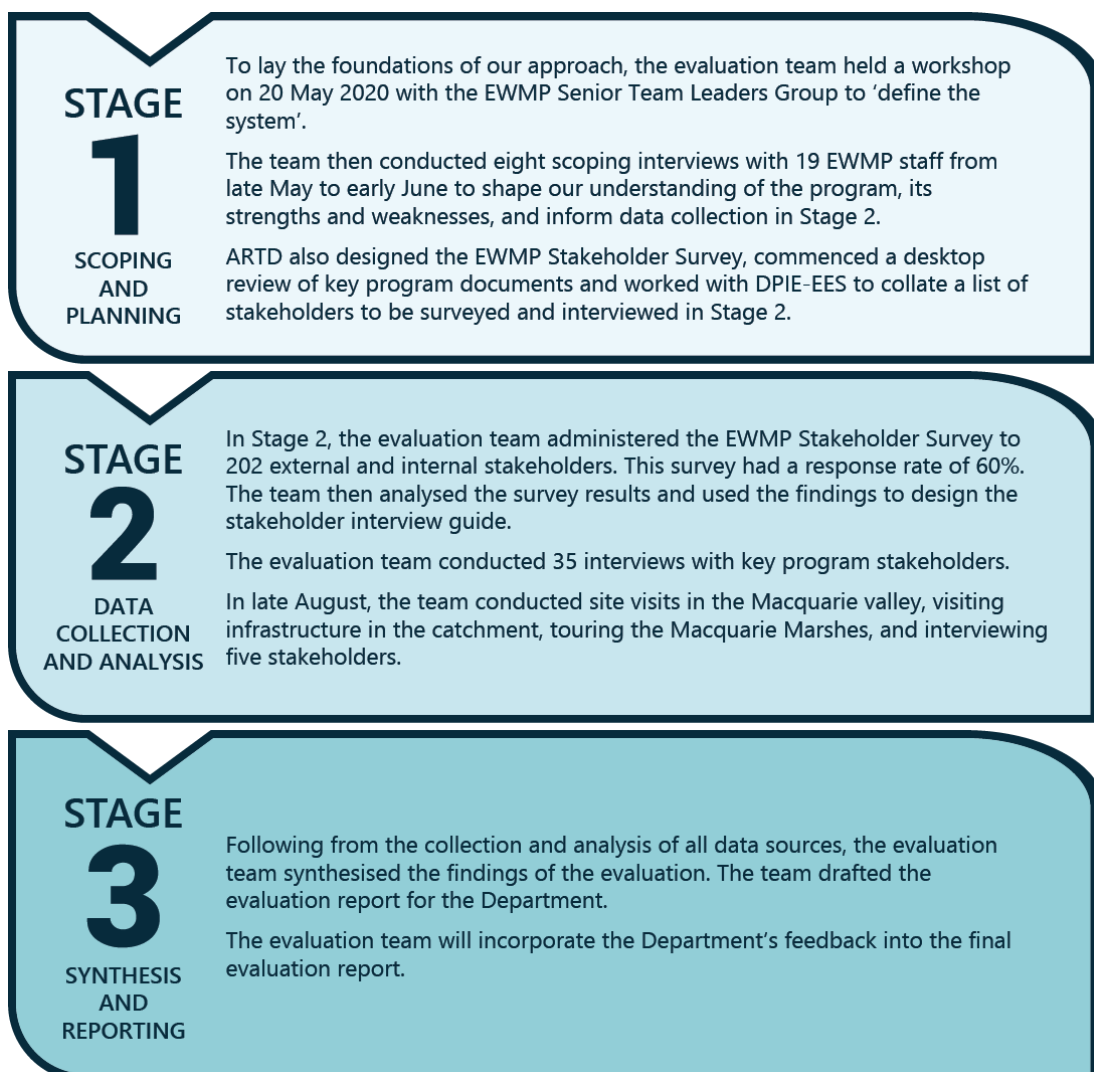 STAGE
1
SCOPING
AND
PLANNING
To lay the foundations of our approach, the evaluation team held a workshop
on 20 May 2020 with the EWMP Senior Team Leaders Group to ‘define the
system’.
The team then conducted eight scoping interviews with 19 EWMP staff from
late May to early June to shape our understanding of the program, its
strengths and weaknesses, and inform data collection in Stage 2.
ARTD also designed the EWMP Stakeholder Survey, commenced a desktop
review of key program documents and worked with DPIE-EES to collate a list of
stakeholders to be surveyed and interviewed in Stage 2.
STAGE
2
DATA
COLLECTION
AND ANALYSIS
In Stage 2, the evaluation team administered the EWMP Stakeholder Survey to
202 external and internal stakeholders. This survey had a response rate of 60%.
The team then analysed the survey results and used the findings to design the
stakeholder interview guide.
The evaluation team conducted 35 interviews with key program stakeholders.
In late August, the team conducted site visits in the Macquarie valley, visiting
infrastructure in the catchment, touring the Macquarie Marshes, and interviewing
five stakeholders.
STAGE
3
SYNTHESIS
AND
REPORTING
Following from the collection and analysis of all data sources, the evaluation
team synthesised the findings of the evaluation. The team drafted the
evaluation report for the Department.
The evaluation team will incorporate the Department’s feedback into the final
evaluation report.